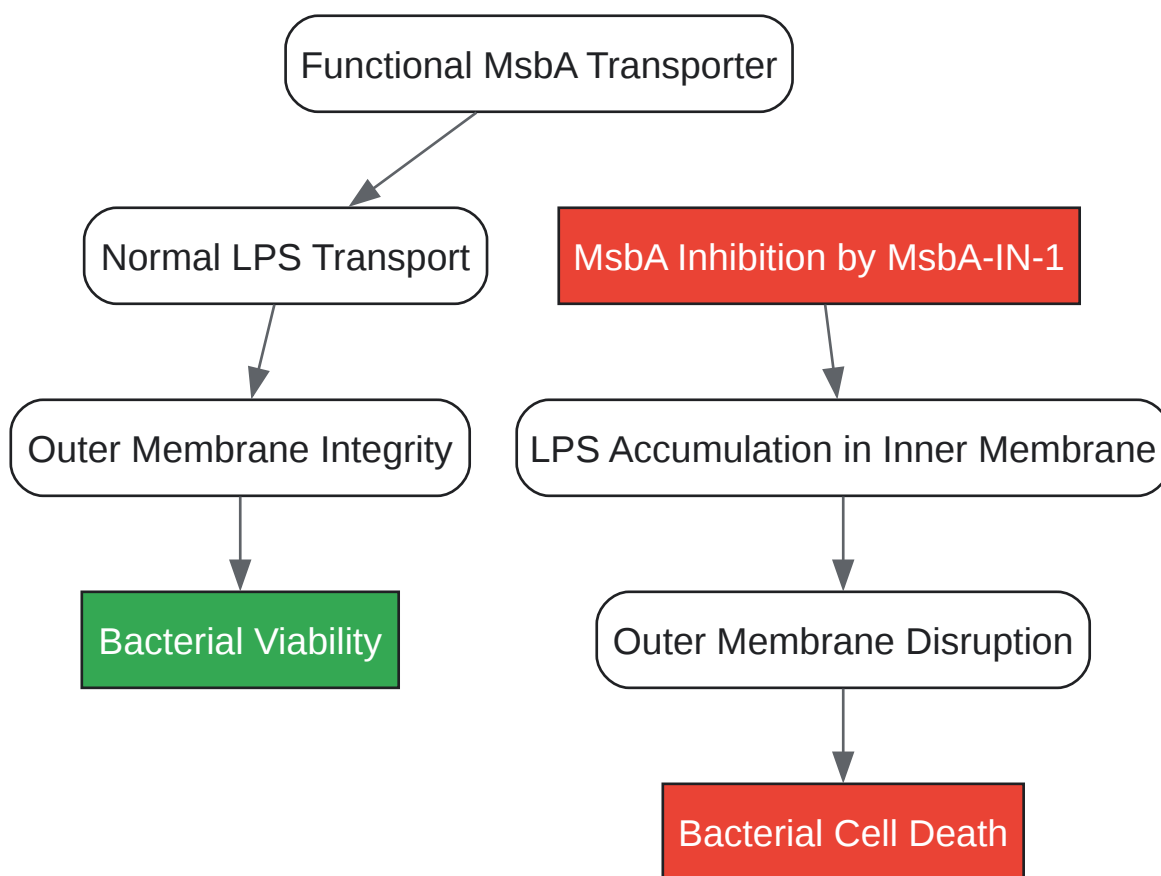 Functional MsbA Transporter
Normal LPS Transport
MsbA Inhibition by MsbA-IN-1
Outer Membrane Integrity
LPS Accumulation in Inner Membrane
Bacterial Viability
Outer Membrane Disruption
Bacterial Cell Death